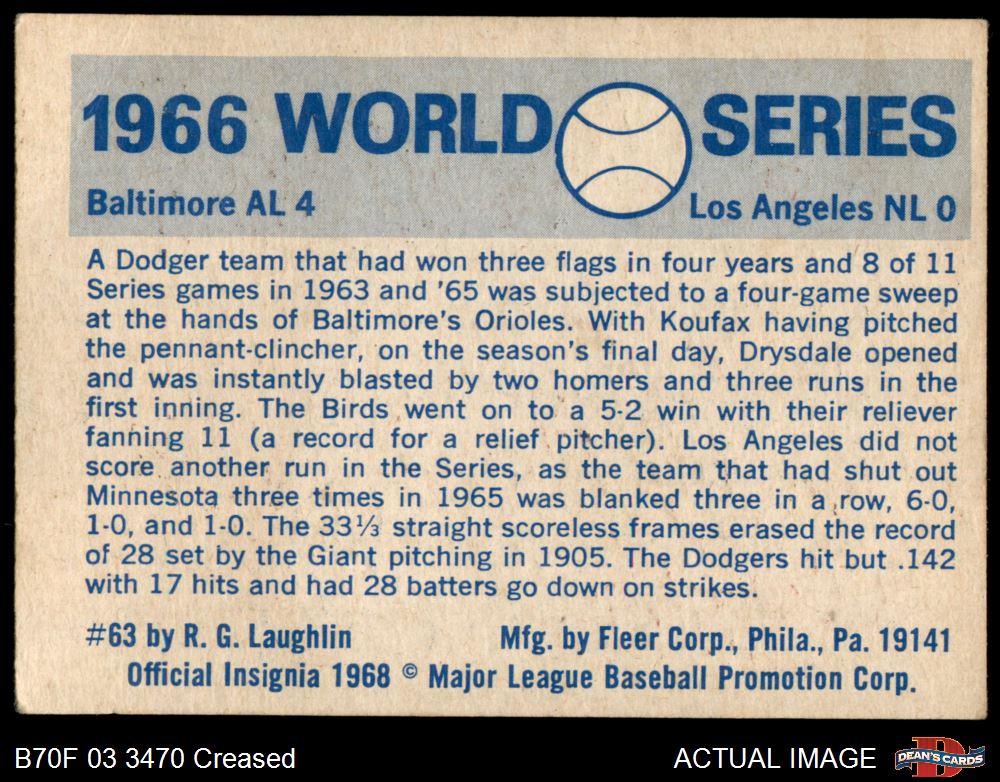 1966 WORLD SERIES
Baltimore AL 4 Los Angeles NL 0
A Dodger team that had won three flags in four years and 8 of 11
Series games in 1963 and '65 was subjected to a four-game sweep
at the hands of Baltimore's Orioles. With Koufax having pitched
the pennant-clincher, on the season's final day, Drysdale opened
and was instantly blasted by two homers and three runs in the
first inning. The Birds went on to a 5-2 win with their reliever
fanning 11 (a record for a relief pitcher). Los Angeles did not
score another run in the Series, as the team that had shut out
Minnesota three times in 1965 was blanked three in a row, 6-0,
1-0, and 1-0. The 33⅓ straight scoreless frames erased the record
of 28 set by the Giant pitching in 1905. The Dodgers hit but .142
with 17 hits and had 28 batters go down on strikes.
#63 by R. G. Laughlin Mfg. by Fleer Corp., Phila., Pa. 19141
Official Insignia 1968 © Major League Baseball Promotion Corp.
B70F 03 3470 Creased ACTUAL IMAGE D DEAN'S CARDS